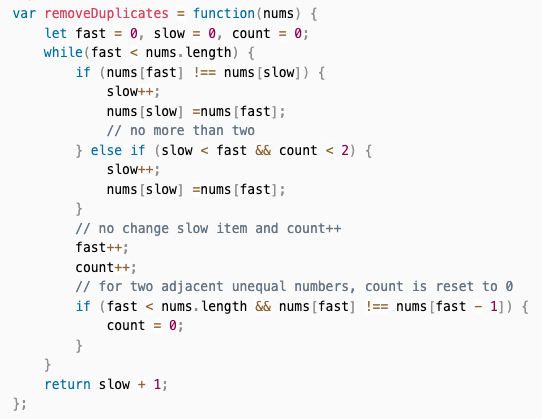 var removeDuplicates = function(nums) {
    let fast = 0, slow = 0, count = 0;
    while(fast < nums.length) {
        if (nums[fast] !== nums[slow]) {
            slow++;
            nums[slow] =nums[fast];
            // no more than two
        } else if (slow < fast && count < 2) {
            slow++;
            nums[slow] =nums[fast];
        }
        // no change slow item and count++
        fast++;
        count++;
        // for two adjacent unequal numbers, count is reset to 0
        if (fast < nums.length && nums[fast] !== nums[fast - 1]) {
            count = 0;
        }
    }
    return slow + 1;
};